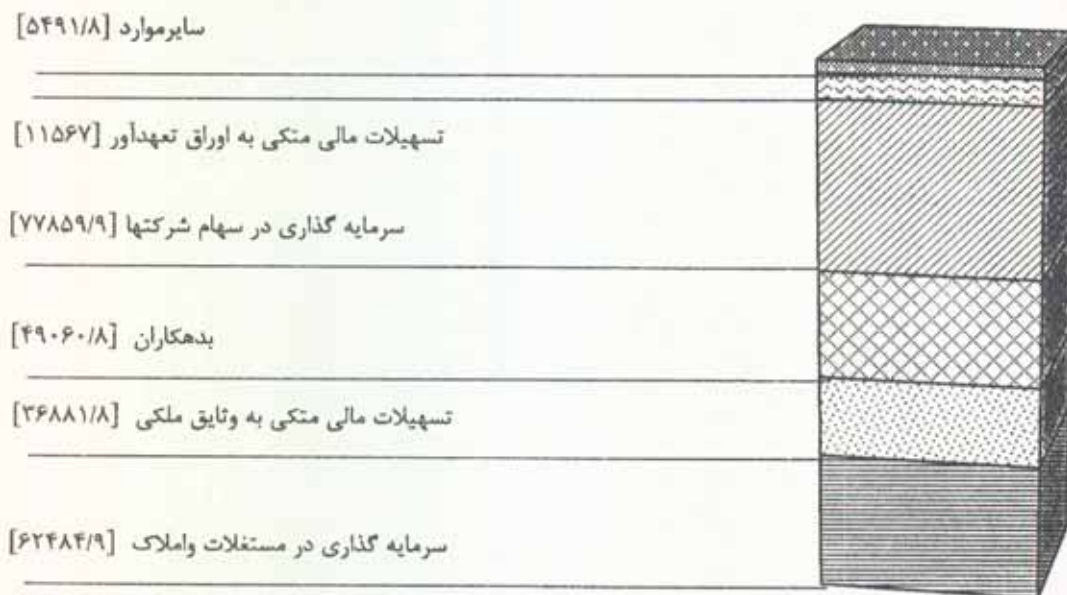 سایرموارد [۵۴۹۱/۸]
تسهیلات مالی متکی به اوراق تعهدآور [۱۱۵۶۷]
سرمایه گذاری در سهام شرکتها [۷۷۸۵۹/۹]
بدهکاران [۴۹۰۶۰/۸]
تسهیلات مالی متکی به وثایق ملکی [۳۶۸۸۱/۸]
سرمایه گذاری در مستغلات واملاک [۶۲۴۸۴/۹]